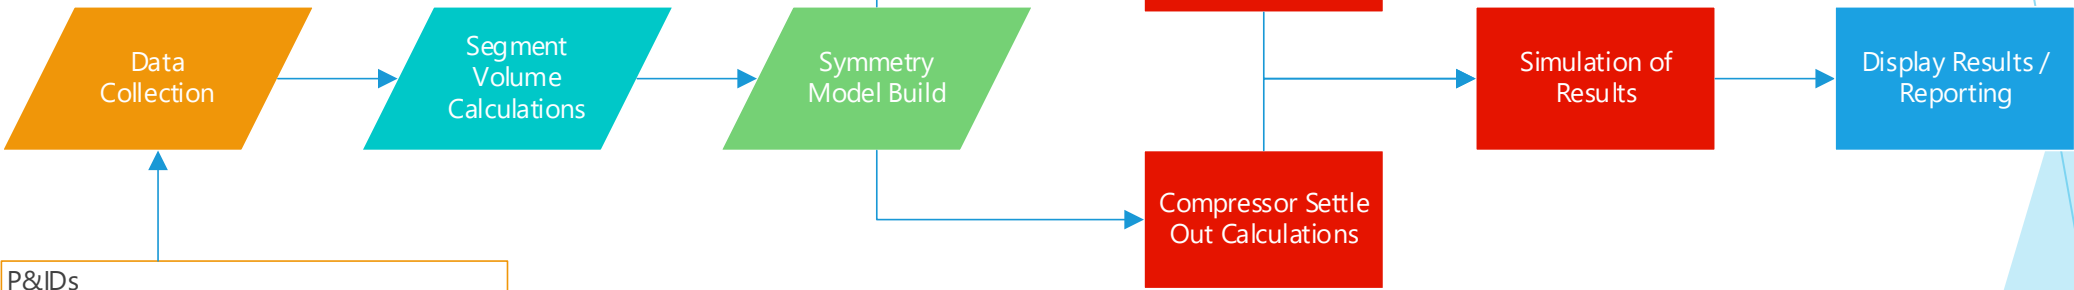 Data
Collection
Segment
Volume
Calculations
Symmetry
Model Build
Simulation of
Results
Display Results /
Reporting
Compressor Settle
Out Calculations
P&IDs